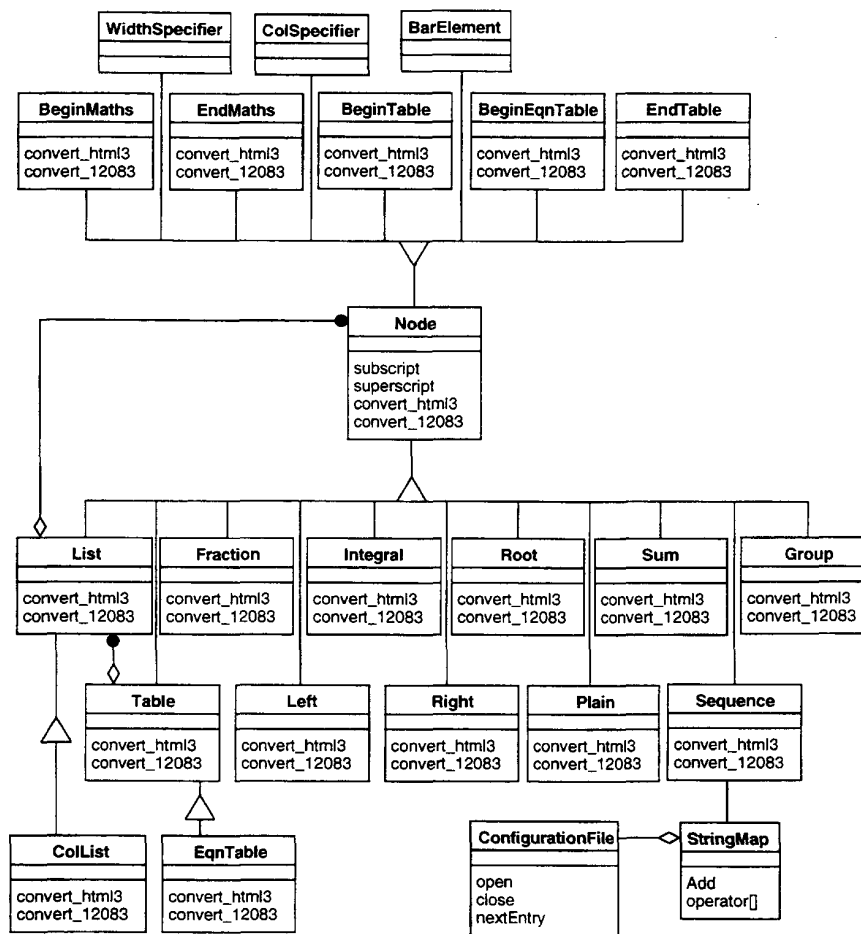 WidthSpecifier
ColSpecifier
BarElement
BeginMaths
convert_html3
convert_12083
EndMaths
convert_html3
convert_12083
BeginTable
convert_html3
convert_12083
BeginEqnTable
convert_html3
convert_12083
EndTable
convert_html3
convert_12083
Node
subscript
superscript
convert_html3
convert_12083
List
convert_html3
convert_12083
Fraction
convert_html3
convert_12083
Integral
convert_html3
convert_12083
Root
convert_html3
convert_12083
Sum
convert_html3
convert_12083
Group
convert_html3
convert_12083
Table
convert_html3
convert_12083
Left
convert_html3
convert_12083
Right
convert_html3
convert_12083
Plain
convert_html3
convert_12083
Sequence
convert_html3
convert_12083
ColList
convert_html3
convert_12083
EqnTable
convert_html3
convert_12083
ConfigurationFile
open
close
nextEntry
StringMap
Add
operator[]